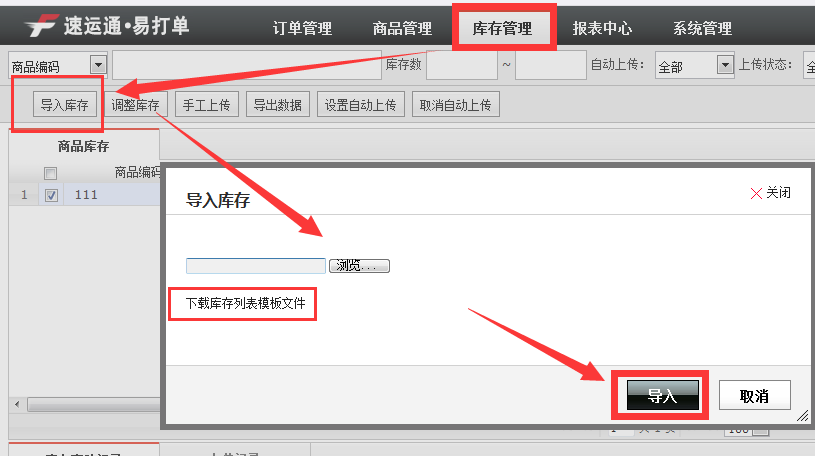 速运通·易打单 订单管理 商品管理 库存管理 报表中心 系统管理
商品编码 库存数 ~ 自动上传: 全部 上传状态:
导入库存 调整库存 手工上传 导出数据 设置自动上传 取消自动上传
商品库存
商品编码
1 111
导入库存 关闭
浏览...
下载库存列表模板文件
导入 取消